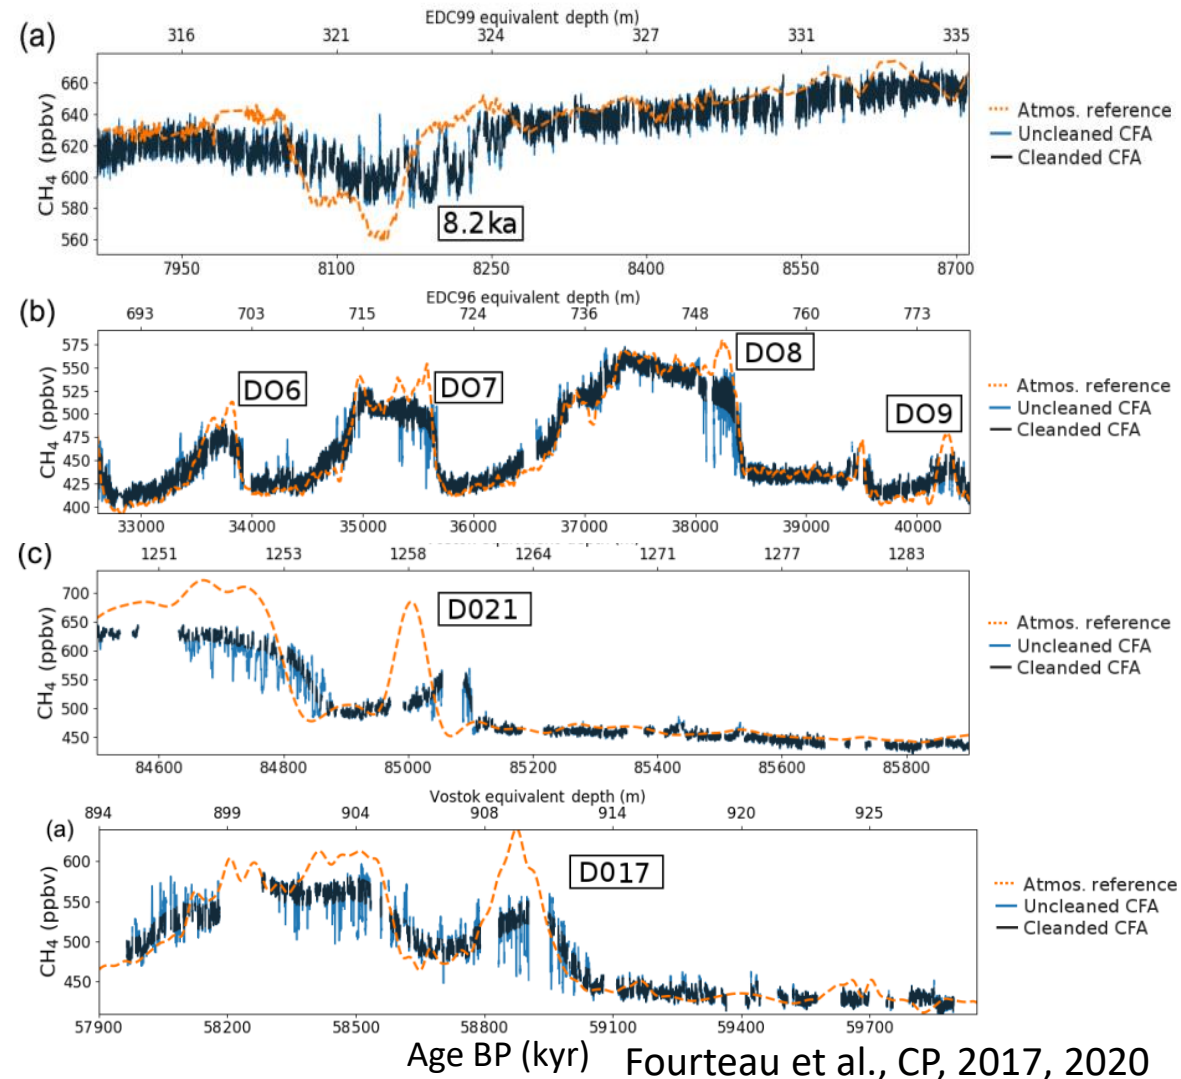 EDC99 equivalent depth (m)
(a)
316 321 324 327 331 335
CH4 (ppbv)
660
640
620
600
580
560
8.2ka
Atmos. reference
Uncleaned CFA
Cleanded CFA
7950 8100 8250 8400 8550 8700
EDC96 equivalent depth (m)
(b)
693 703 715 724 736 748 760 773
CH4 (ppbv)
575
550
525
500
475
450
425
400
DO6
DO7
DO8
DO9
Atmos. reference
Uncleaned CFA
Cleanded CFA
33000 34000 35000 36000 37000 38000 39000 40000
(c)
1251 1253 1258 1264 1271 1277 1283
CH4 (ppbv)
700
650
600
550
500
450
D021
Atmos. reference
Uncleaned CFA
Cleanded CFA
84600 84800 85000 85200 85400 85600 85800
Vostok equivalent depth (m)
894 899 904 908 914 920 925
(a)
CH4 (ppbv)
600
550
500
450
D017
Atmos. reference
Uncleaned CFA
Cleanded CFA
57900 58200 58500 58800 59100 59400 59700
Age BP (kyr)
Fourteau et al., CP, 2017, 2020